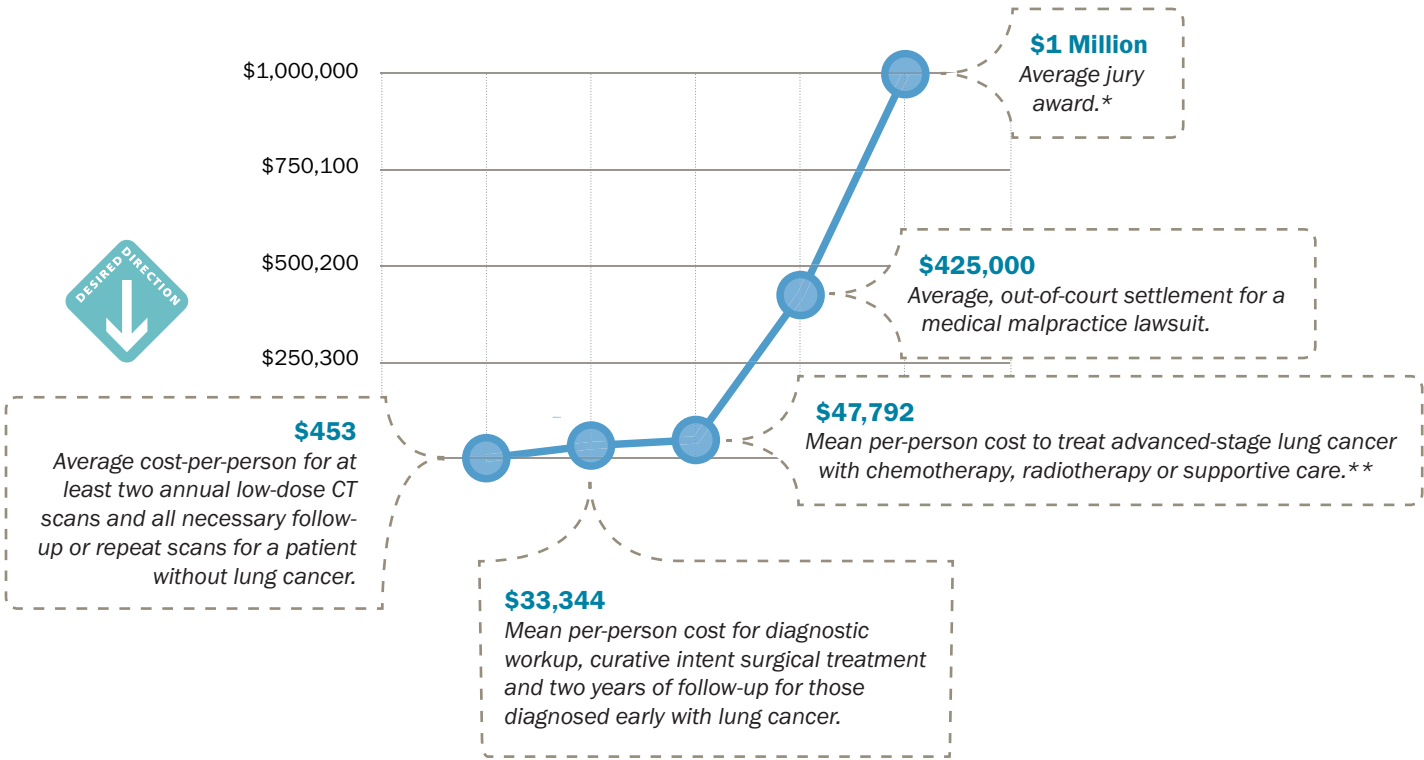 $1,000,000
$750,100
$500,200
$250,300
DESIRED DIRECTION
$1 Million
Average jury
award.*
$425,000
Average, out-of-court settlement for a
medical malpractice lawsuit.
$47,792
Mean per-person cost to treat advanced-stage lung cancer
with chemotherapy, radiotherapy or supportive care.**
$453
Average cost-per-person for at
least two annual low-dose CT
scans and all necessary follow-
up or repeat scans for a patient
without lung cancer.
$33,344
Mean per-person cost for diagnostic
workup, curative intent surgical treatment
and two years of follow-up for those
diagnosed early with lung cancer.